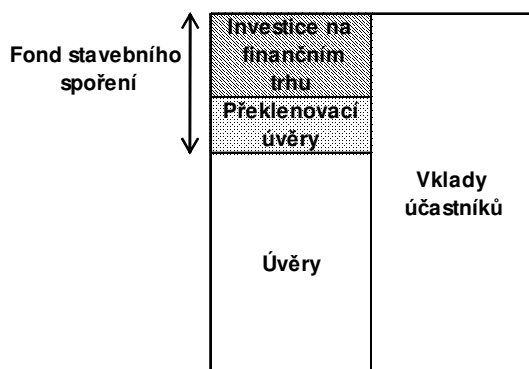 Fond stavebního
spoření
Investice na
finančním
trhu
Překlenovací
úvěry
Úvěry
Vklady
účastníků